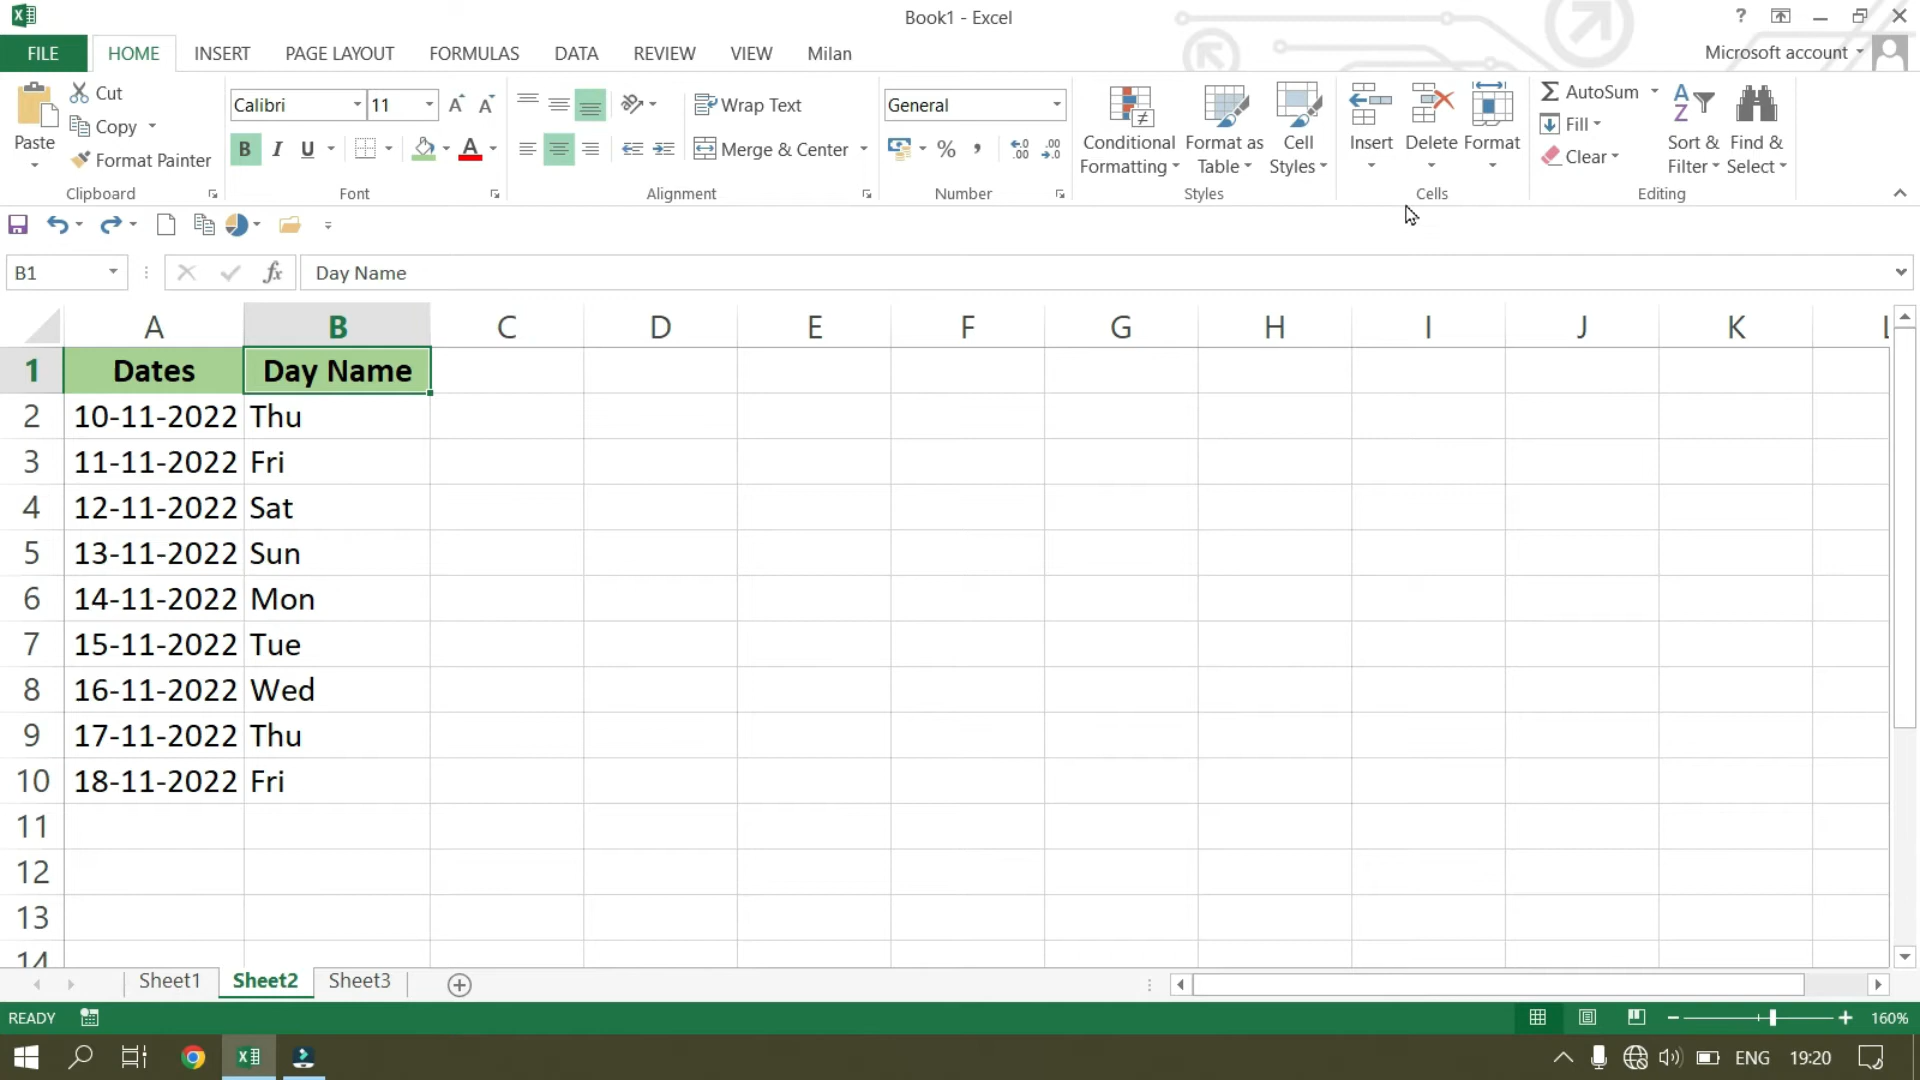 Book1 - Excel
?
FILE HOME INSERT PAGE LAYOUT FORMULAS DATA REVIEW VIEW Milan
Microsoft account
Paste
Cut
Copy
Format Painter
Clipboard
Calibri 11 A A
B I U A
Font
Wrap Text
Merge & Center
Alignment
General
% ,
Number
Conditional Formatting
Format as Table
Cell Styles
Styles
Insert
Delete
Format
Cells
AutoSum
Fill
Clear
Sort & Filter
Find & Select
Editing
B1 fx Day Name
A B C D E F G H I J K
1 Dates Day Name
2 10-11-2022 Thu
3 11-11-2022 Fri
4 12-11-2022 Sat
5 13-11-2022 Sun
6 14-11-2022 Mon
7 15-11-2022 Tue
8 16-11-2022 Wed
9 17-11-2022 Thu
10 18-11-2022 Fri
11
12
13
14
Sheet1 Sheet2 Sheet3
READY
160%
ENG 19:20